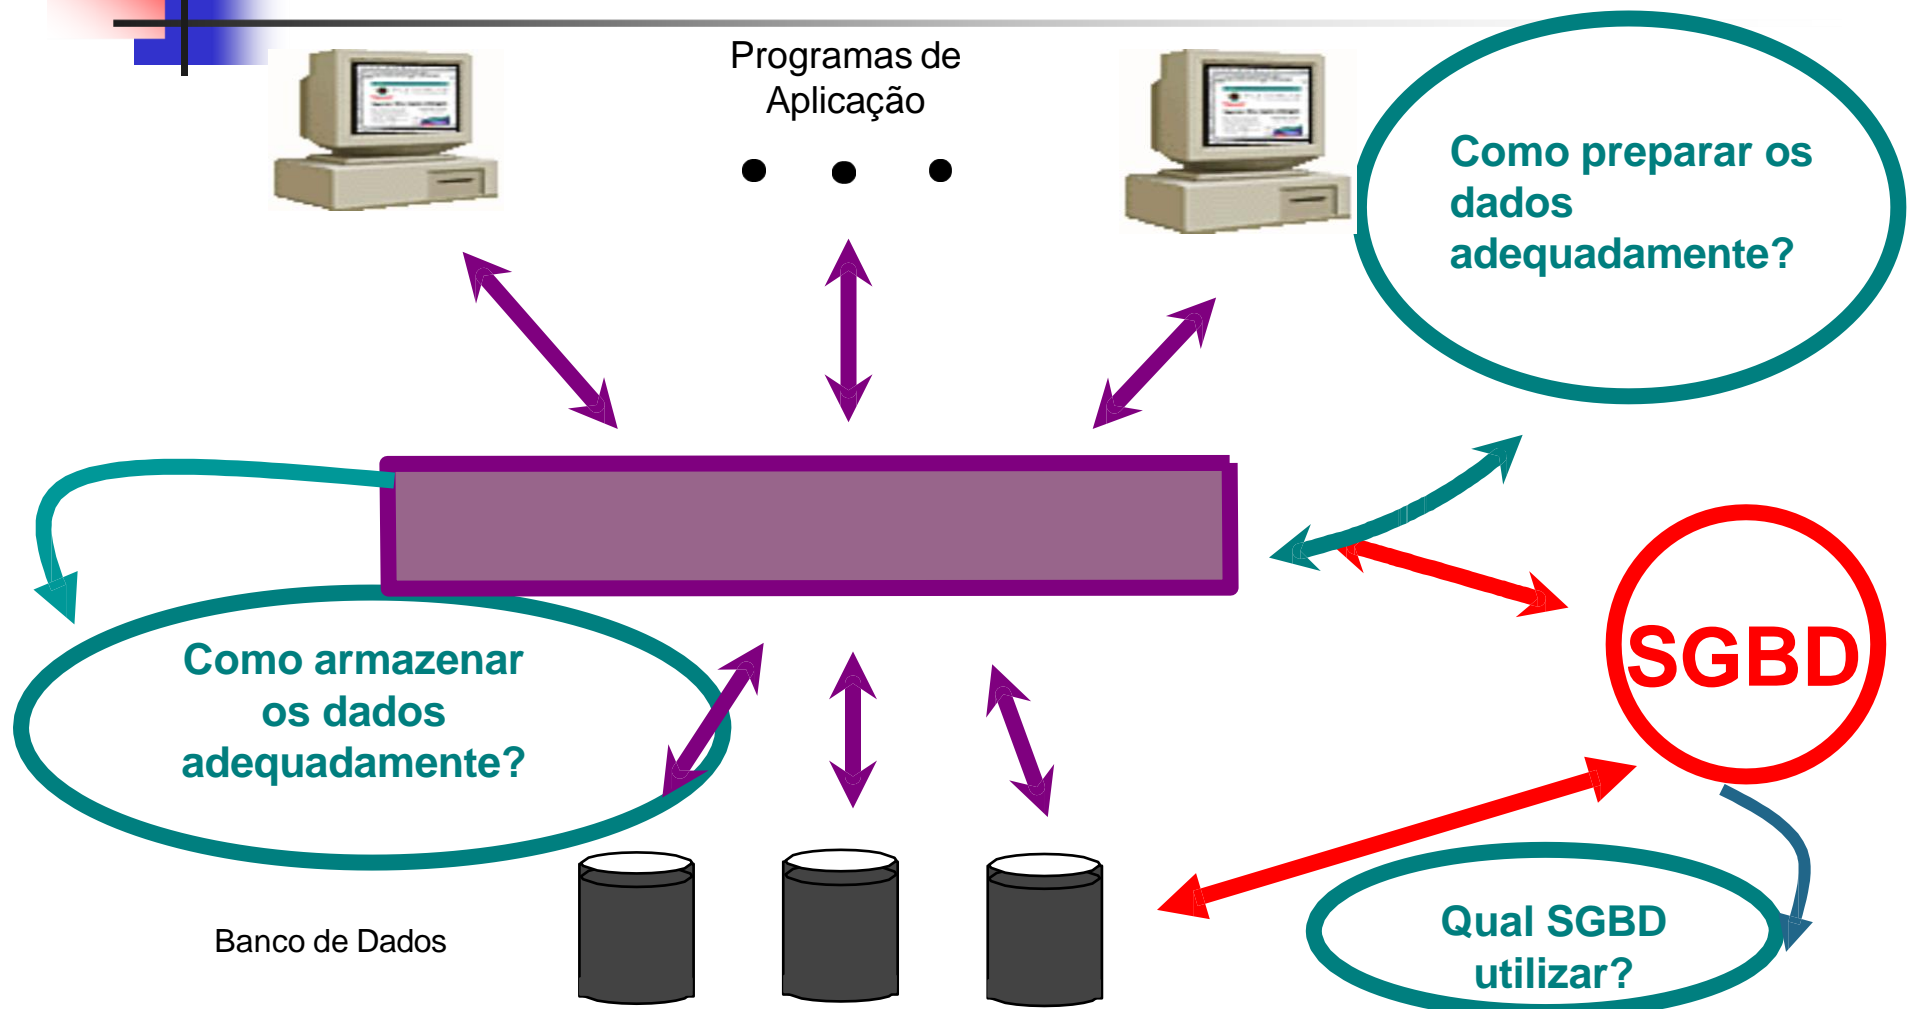 Programas de
Aplicação
Como preparar os
dados
adequadamente?
SGBD
Como armazenar
os dados
adequadamente?
Banco de Dados
Qual SGBD
utilizar?